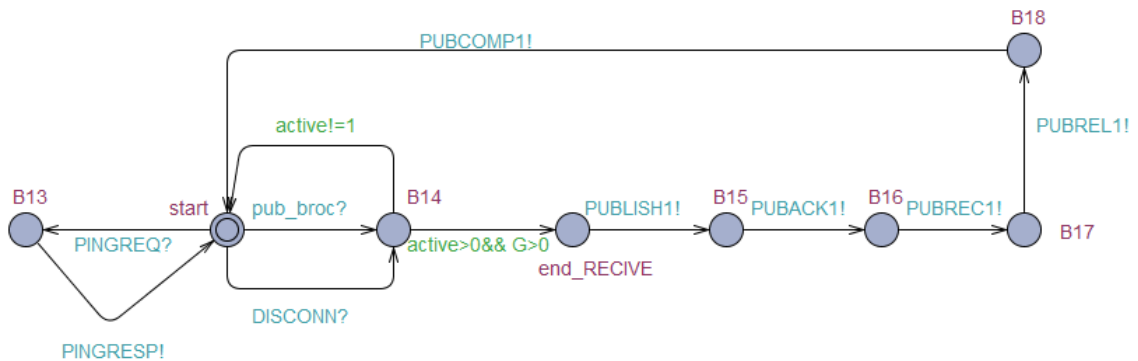 B18
PUBCOMP1!
active!=1
PUBREL1!
B13
start
pub_broc?
B14
PUBLISH1!
B15
PUBACK1!
B16
PUBREC1!
B17
PINGREQ?
active>0&& G>0
end_RECIVE
DISCONN?
PINGRESP!